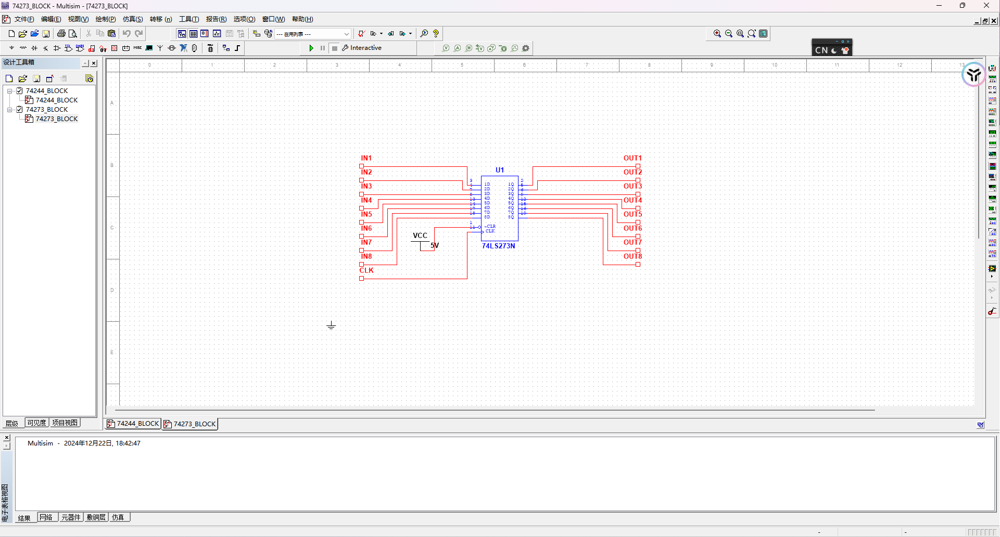 74273_BLOCK - Multisim - [74273_BLOCK]
文件(F) 编辑(E) 视图(V) 绘制(P) 仿真(S) 转移 (n) 工具(T) 报告(R) 选项(O) 窗口(W) 帮助(H)
--- 在用列表 ---
MISC
Interactive
CN
设计工具箱
74244_BLOCK
74244_BLOCK
74273_BLOCK
74273_BLOCK
0 1 2 3 4 5 6 7 8 9 10 11 12 13
A
B
C
D
E
IN1
IN2
IN3
IN4
IN5
IN6
IN7
IN8
CLK
VCC
5V
U1
1D 1Q
2D 2Q
3D 3Q
4D 4Q
5D 5Q
6D 6Q
7D 7Q
8D 8Q
~CLR
CLK
74LS273N
OUT1
OUT2
OUT3
OUT4
OUT5
OUT6
OUT7
OUT8
层级 可见度 项目视图
74244_BLOCK 74273_BLOCK
Multisim - 2024年12月22日, 18:42:47
电子表格视图
结果 网络 元器件 敷铜层 仿真